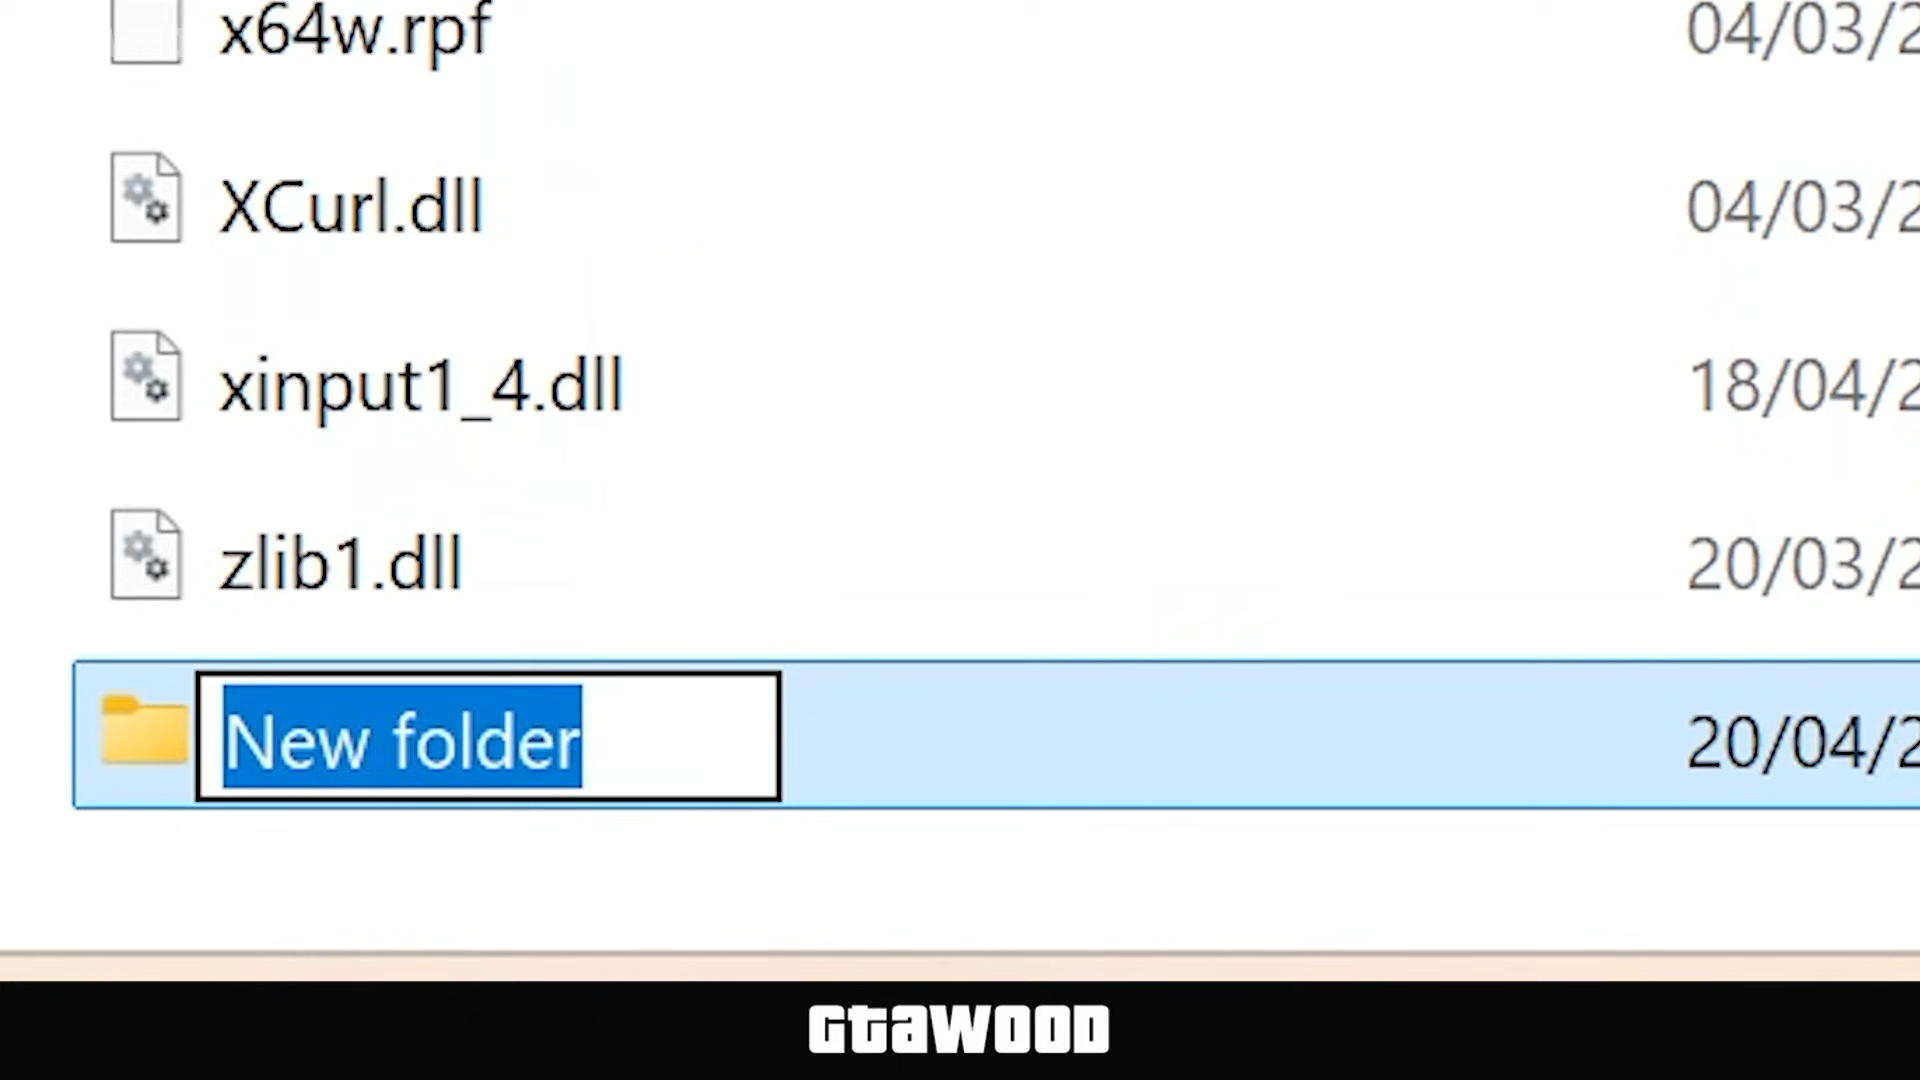 x64w.rpf 04/03/2
XCurl.dll 04/03/2
xinput1_4.dll 18/04/2
zlib1.dll 20/03/2
New folder 20/04/2
GTAWOOD